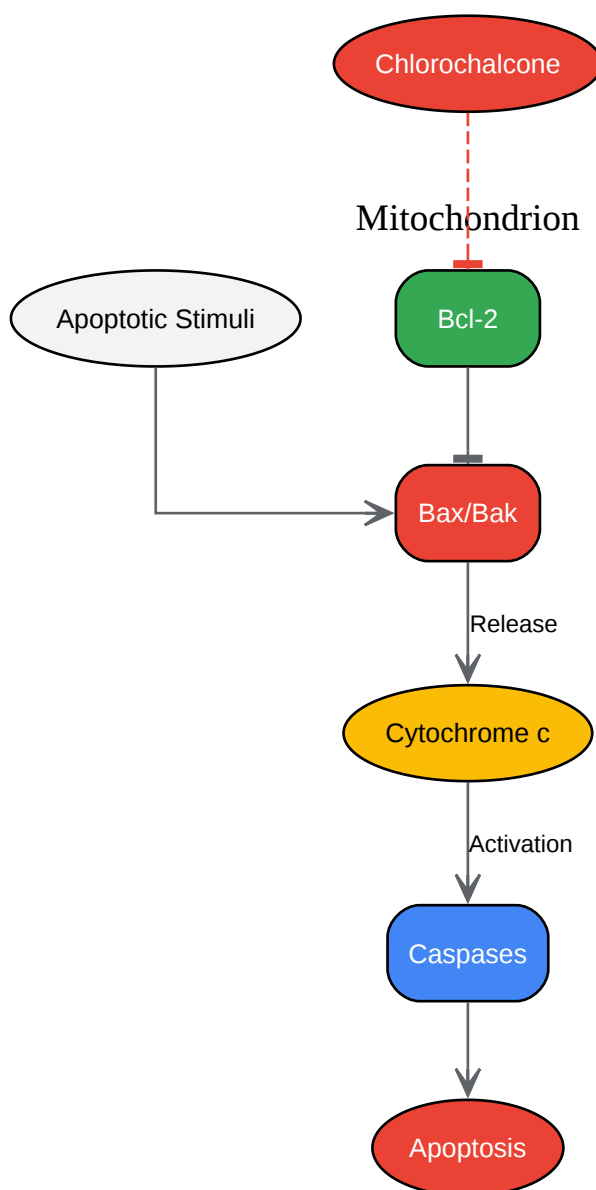 Chlorochalcone
Mitochondrion
Apoptotic Stimuli
Bcl-2
Bax/Bak
Release
Cytochrome c
Activation
Caspases
Apoptosis